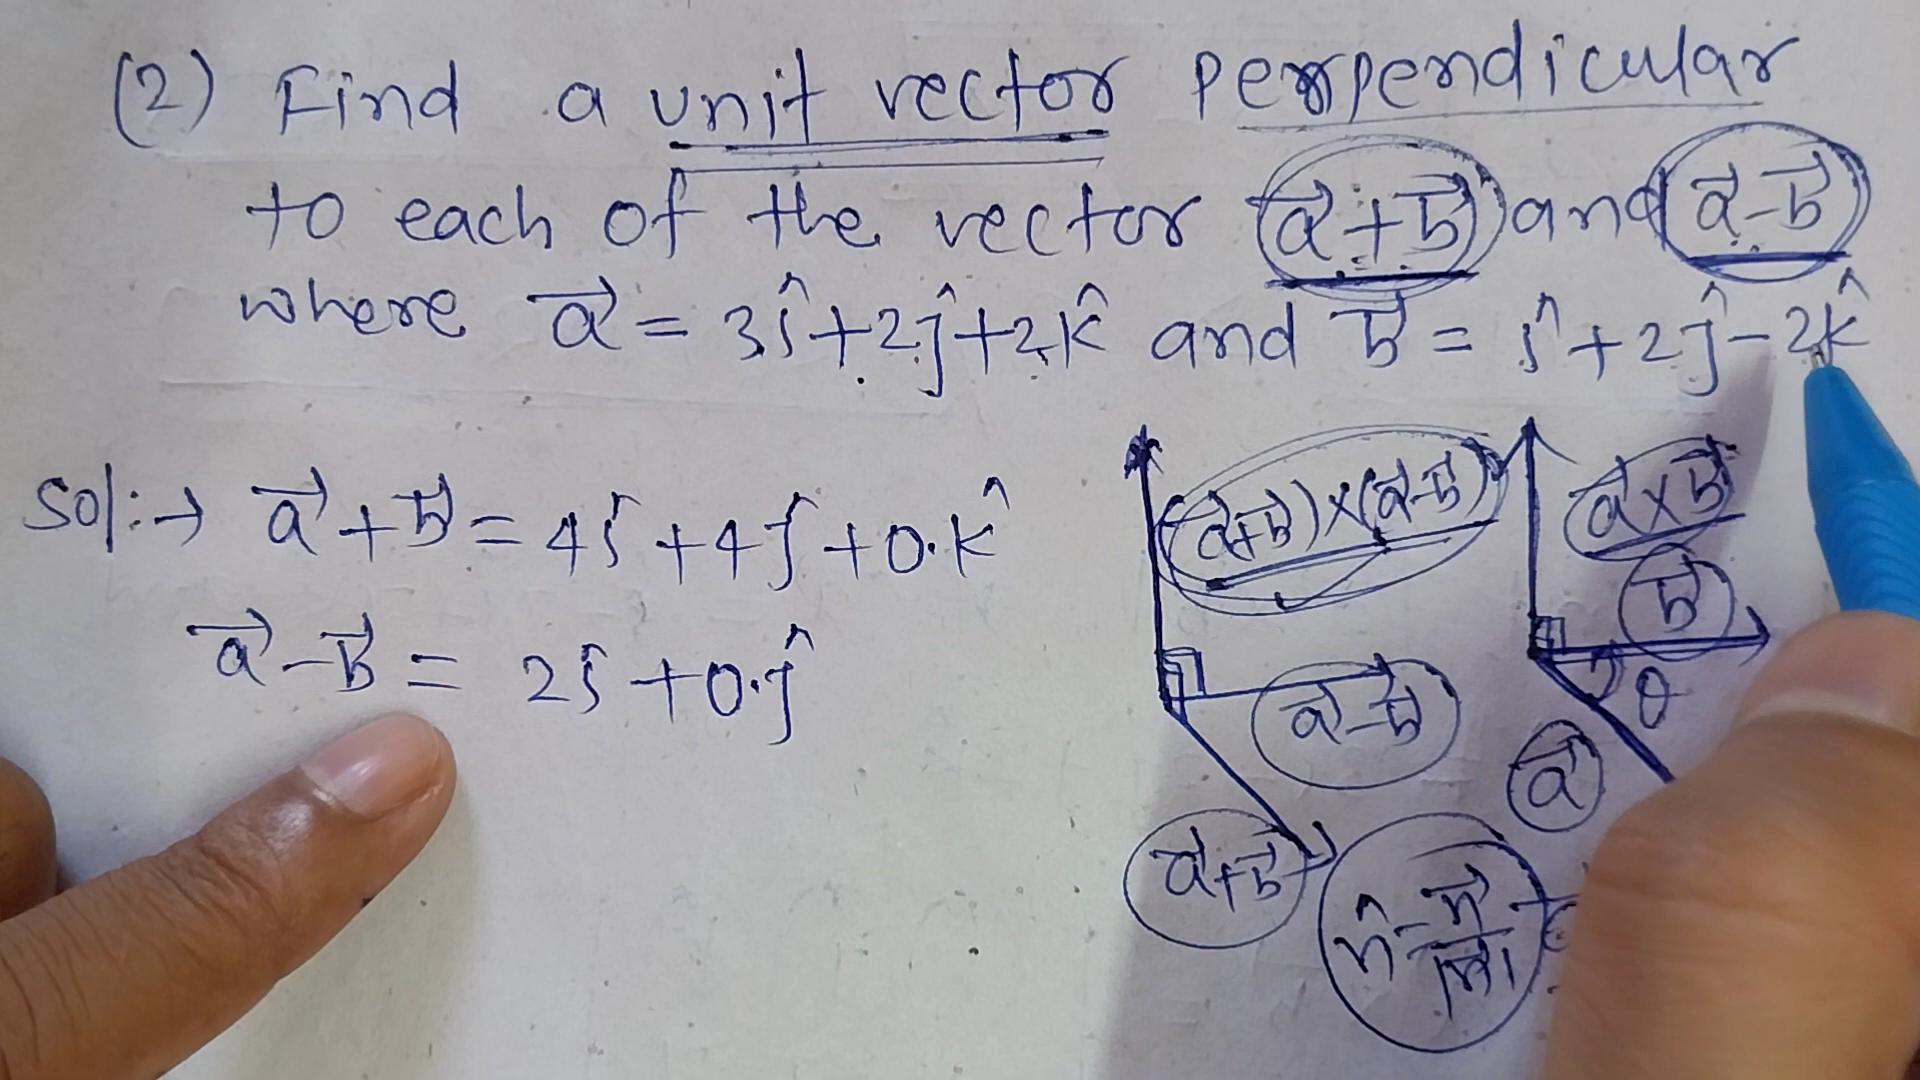 (2) Find a unit vector perpendicular
to each of the vector a⃗+b⃗ and a⃗-b⃗
where a⃗ = 3î+2ĵ+2k̂ and b⃗ = î+2ĵ-2k̂
Sol:→ a⃗+b⃗ = 4î+4ĵ+0.k̂
a⃗-b⃗ = 2î+0.ĵ
(a⃗+b⃗)×(a⃗-b⃗)
a⃗-b⃗
a⃗+b⃗
a⃗×b⃗
b⃗
θ
a⃗
n̂ = n⃗/|n⃗|